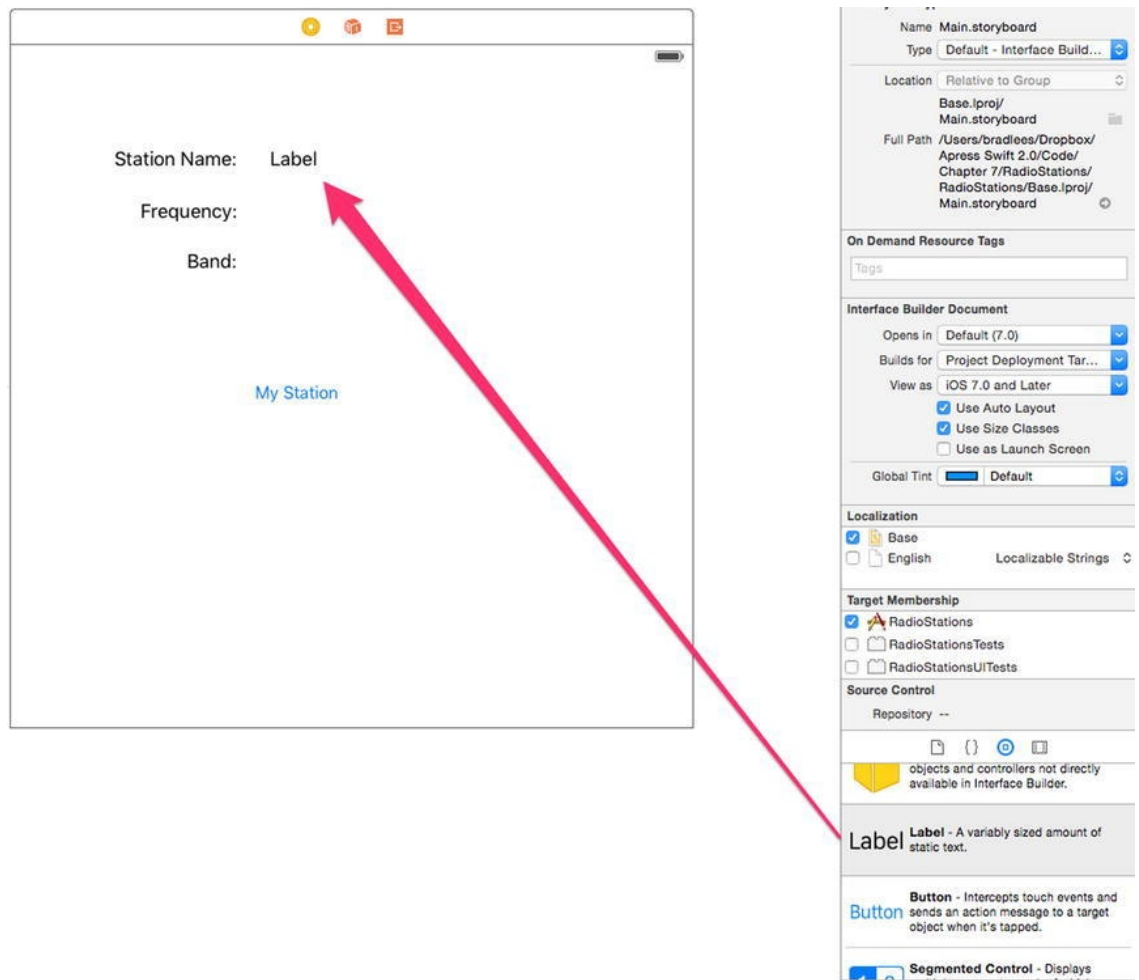 Station Name: Label
Frequency:
Band:
My Station
Name Main.storyboard
Type Default - Interface Build...
Location Relative to Group
Base.lproj/
Main.storyboard
Full Path /Users/bradlees/Dropbox/
Apress Swift 2.0/Code/
Chapter 7/RadioStations/
RadioStations/Base.lproj/
Main.storyboard
On Demand Resource Tags
Tags
Interface Builder Document
Opens in Default (7.0)
Builds for Project Deployment Tar...
View as iOS 7.0 and Later
Use Auto Layout
Use Size Classes
Use as Launch Screen
Global Tint Default
Localization
Base
English Localizable Strings
Target Membership
RadioStations
RadioStationsTests
RadioStationsUITests
Source Control
Repository --
{}
objects and controllers not directly
available in Interface Builder.
Label Label - A variably sized amount of
static text.
Button Button - Intercepts touch events and
sends an action message to a target
object when it's tapped.
Segmented Control - Displays